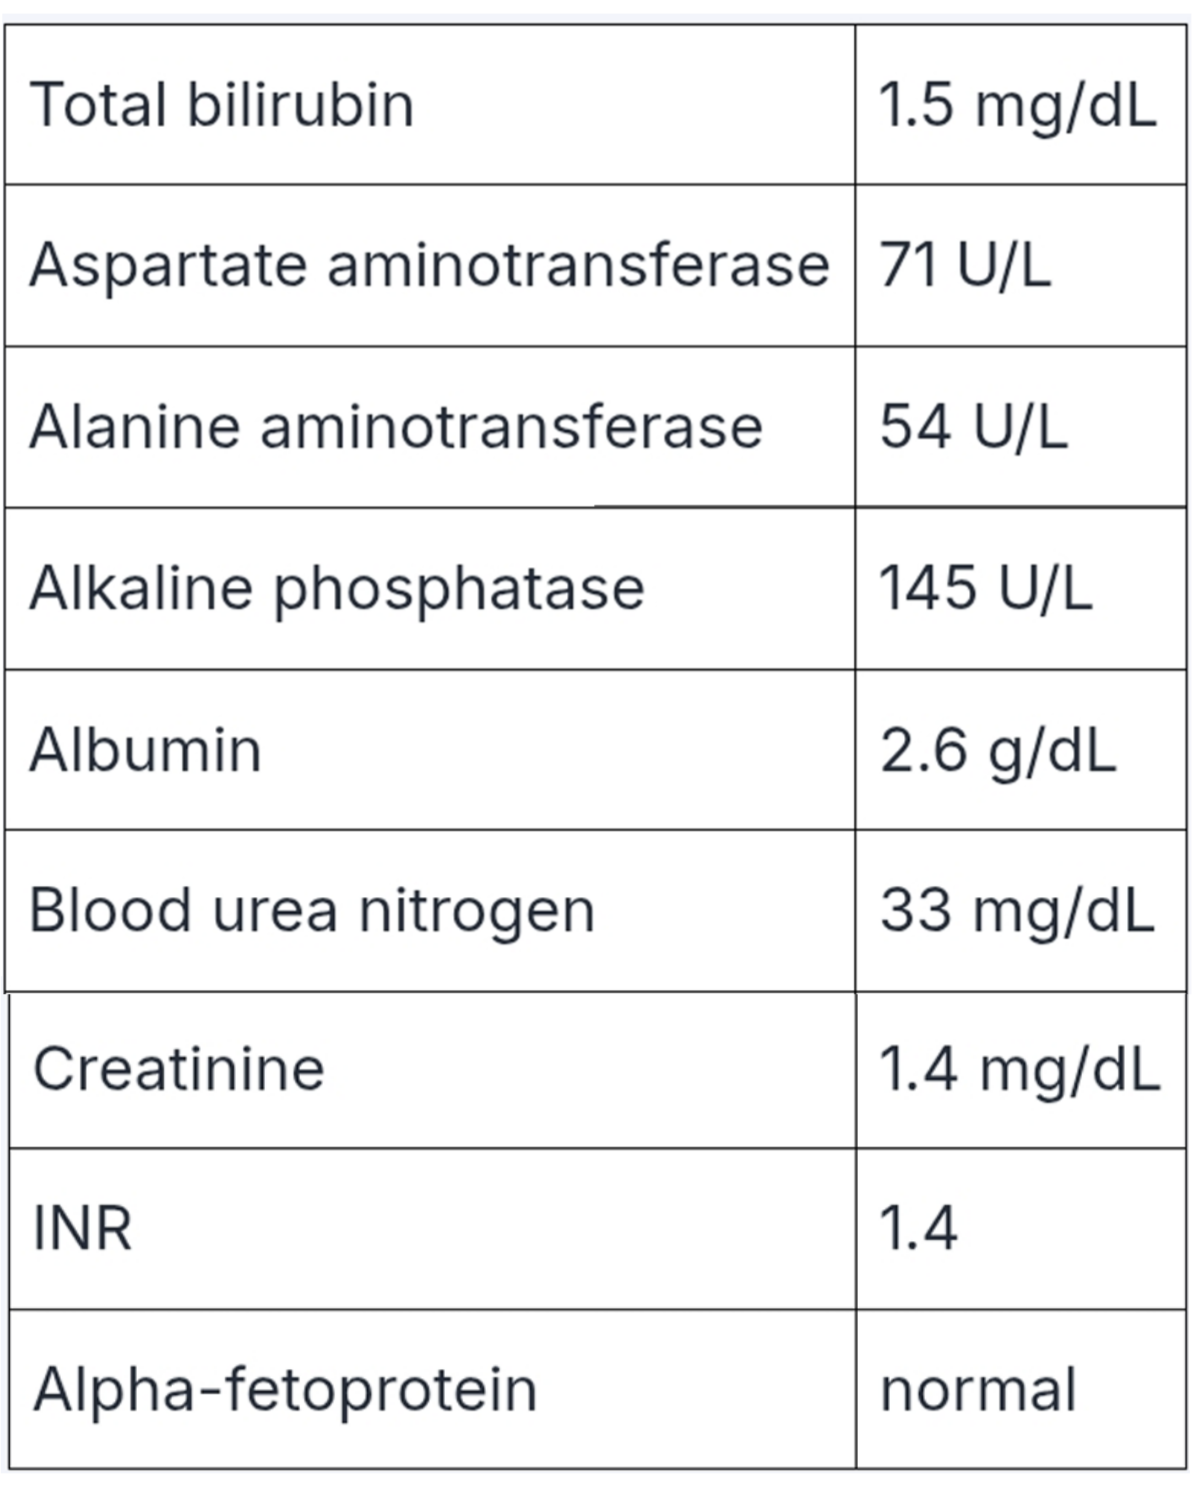 Total bilirubin 1.5 mg/dL
Aspartate aminotransferase 71 U/L
Alanine aminotransferase 54 U/L
Alkaline phosphatase 145 U/L
Albumin 2.6 g/dL
Blood urea nitrogen 33 mg/dL
Creatinine 1.4 mg/dL
INR 1.4
Alpha-fetoprotein normal